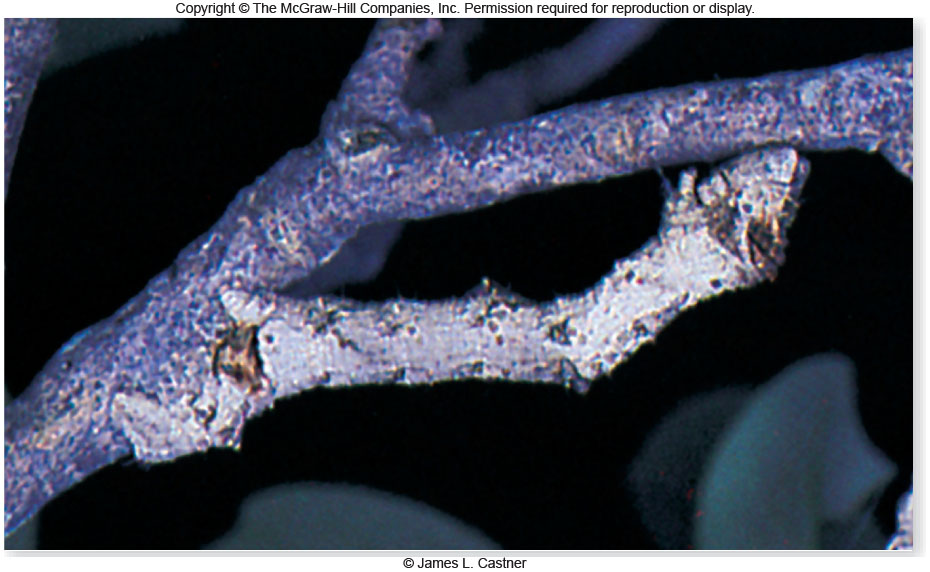 Copyright © The McGraw-Hill Companies, Inc. Permission required for reproduction or display.
© James L. Castner